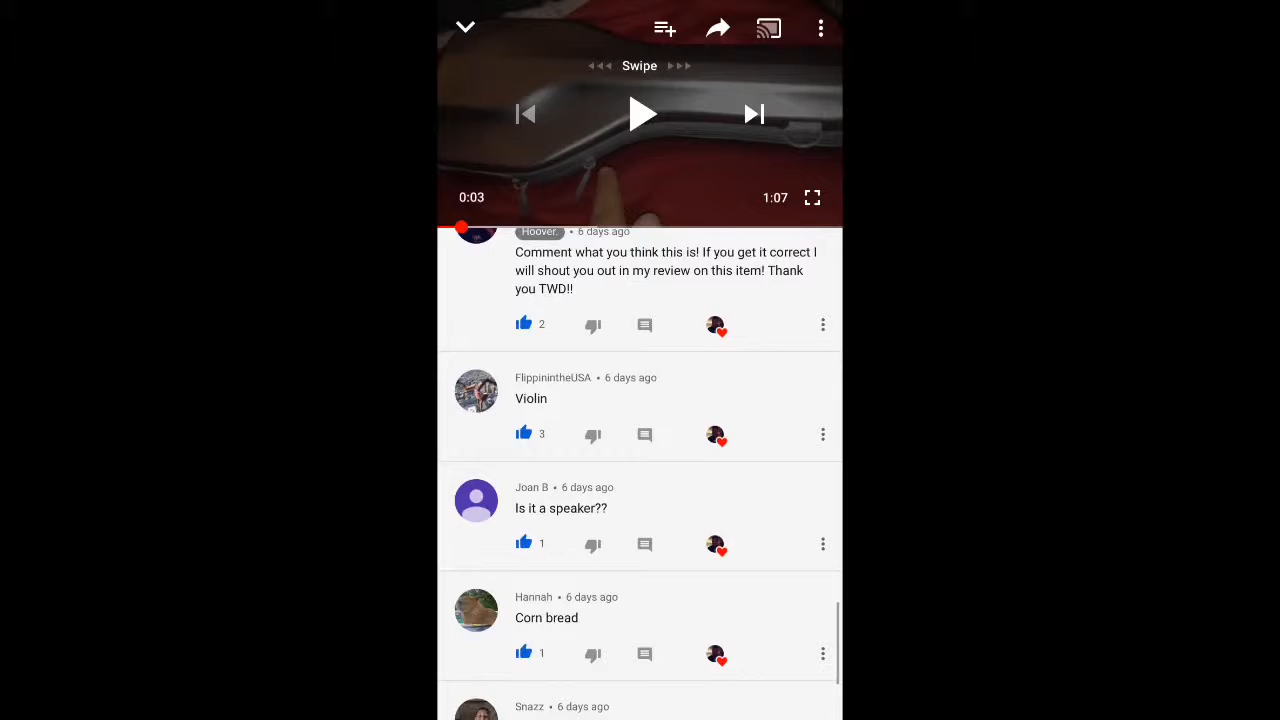 Swipe
0:03
1:07
Hoover. • 6 days ago
Comment what you think this is! If you get it correct I
will shout you out in my review on this item! Thank
you TWD!!
2
FlippinintheUSA • 6 days ago
Violin
3
Joan B • 6 days ago
Is it a speaker??
1
Hannah • 6 days ago
Corn bread
1
Snazz • 6 days ago